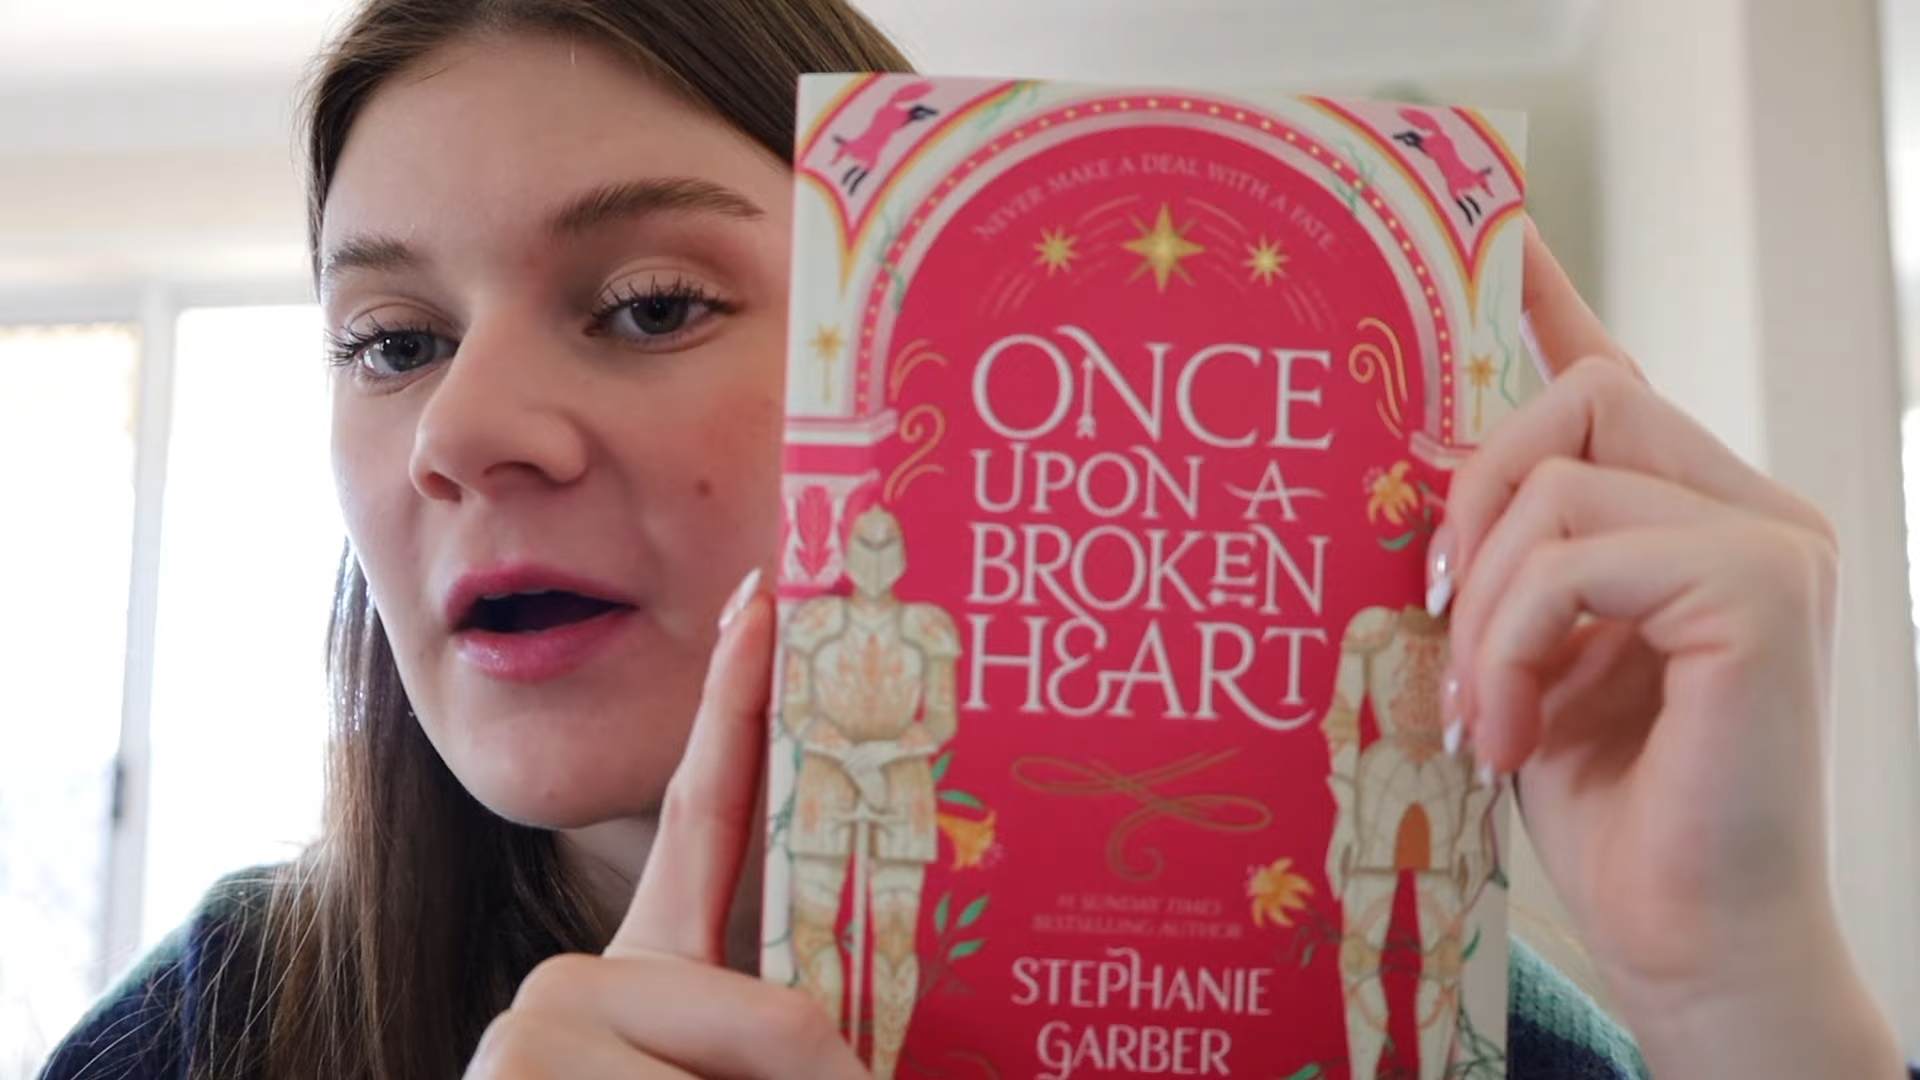 NEVER MAKE A DEAL WITH A FATE...
ONCE
UPON A
BROKEN
HEART
#1 SUNDAY TIMES
BESTSELLING AUTHOR
STEPHANIE
GARBER